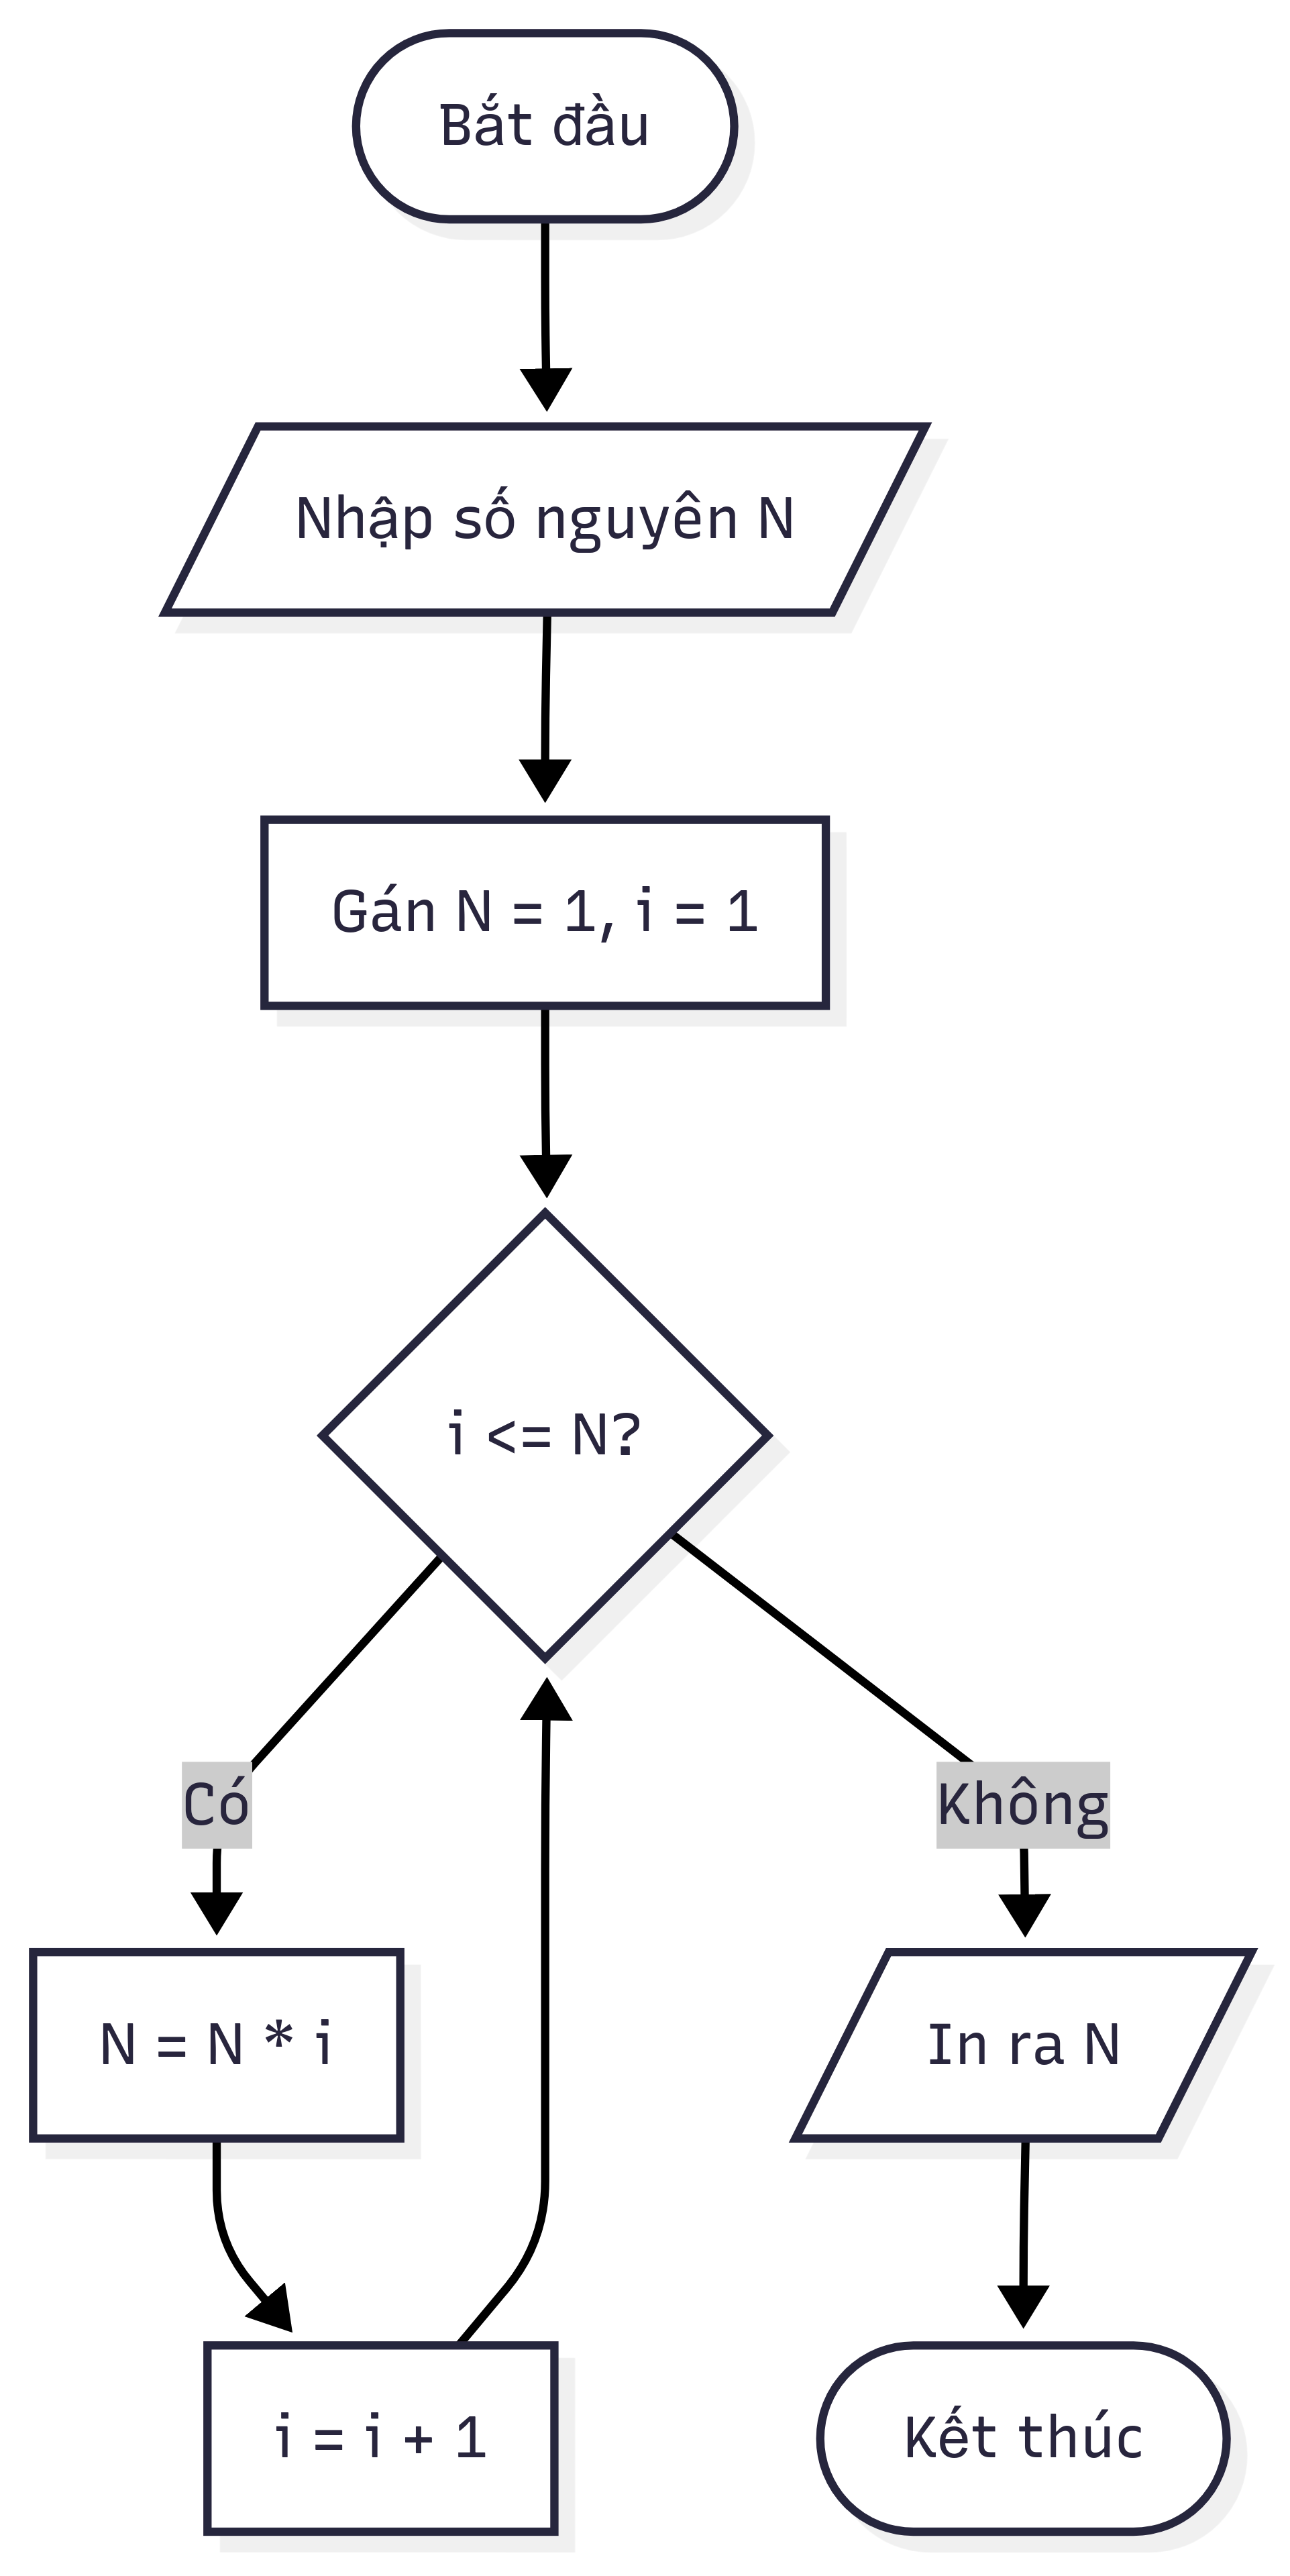 Bắt đầu
Nhập số nguyên N
Gán N = 1, i = 1
i <= N?
Có
Không
N = N * i
In ra N
i = i + 1
Kết thúc